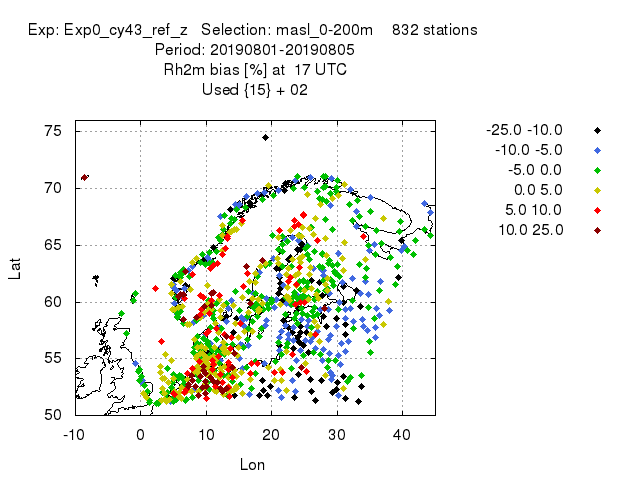 Exp: Exp0_cy43_ref_z Selection: masl_0-200m 832 stations
Period: 20190801-20190805
Rh2m bias [%] at 17 UTC
Used {15} + 02
-25.0 -10.0
-10.0 -5.0
-5.0 0.0
0.0 5.0
5.0 10.0
10.0 25.0
75
70
65
60
55
50
Lat
-10 0 10 20 30 40
Lon